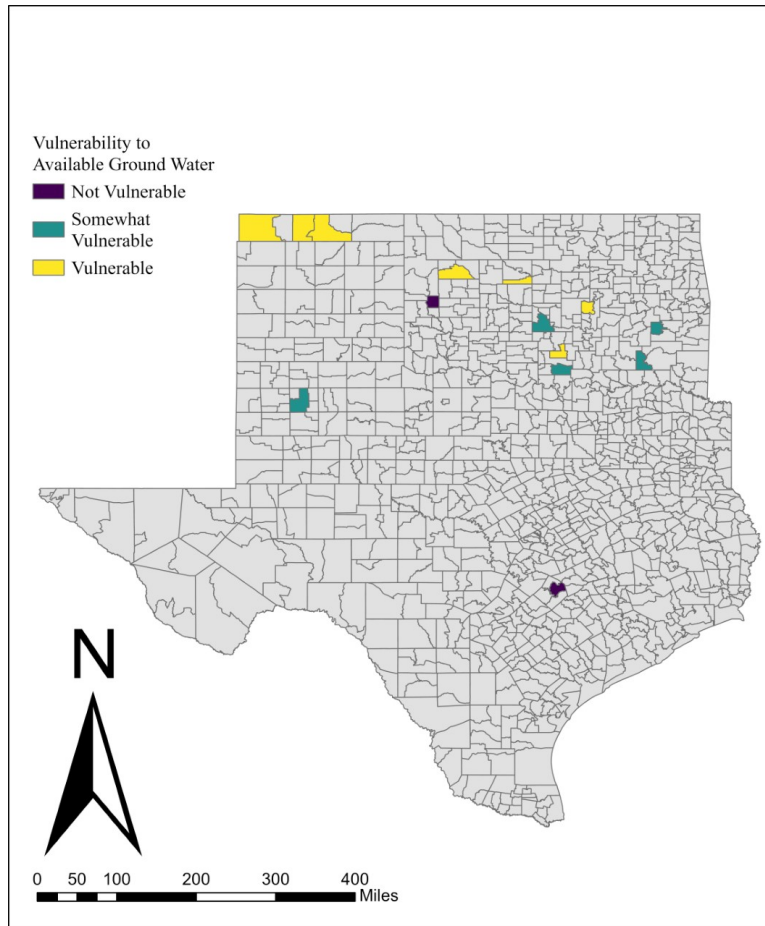 Vulnerability to
Available Ground Water
Not Vulnerable
Somewhat
Vulnerable
Vulnerable
N
0 50 100 200 300 400
Miles